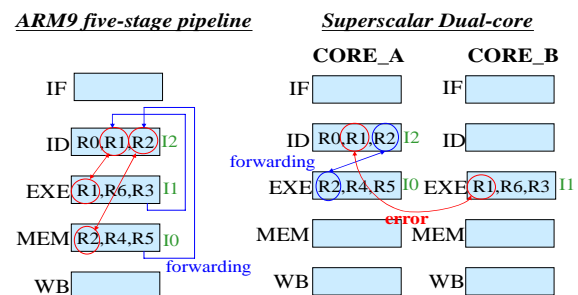 ARM9 five-stage pipeline
IF
ID R0,R1,R2 I2
EXE R1,R6,R3 I1
MEM R2,R4,R5 I0
forwarding
WB
Superscalar Dual-core
CORE_A CORE_B
IF IF
ID R0,R1,R2 I2 ID
forwarding
EXE R2,R4,R5 I0 EXE R1,R6,R3 I1
error
MEM MEM
WB WB